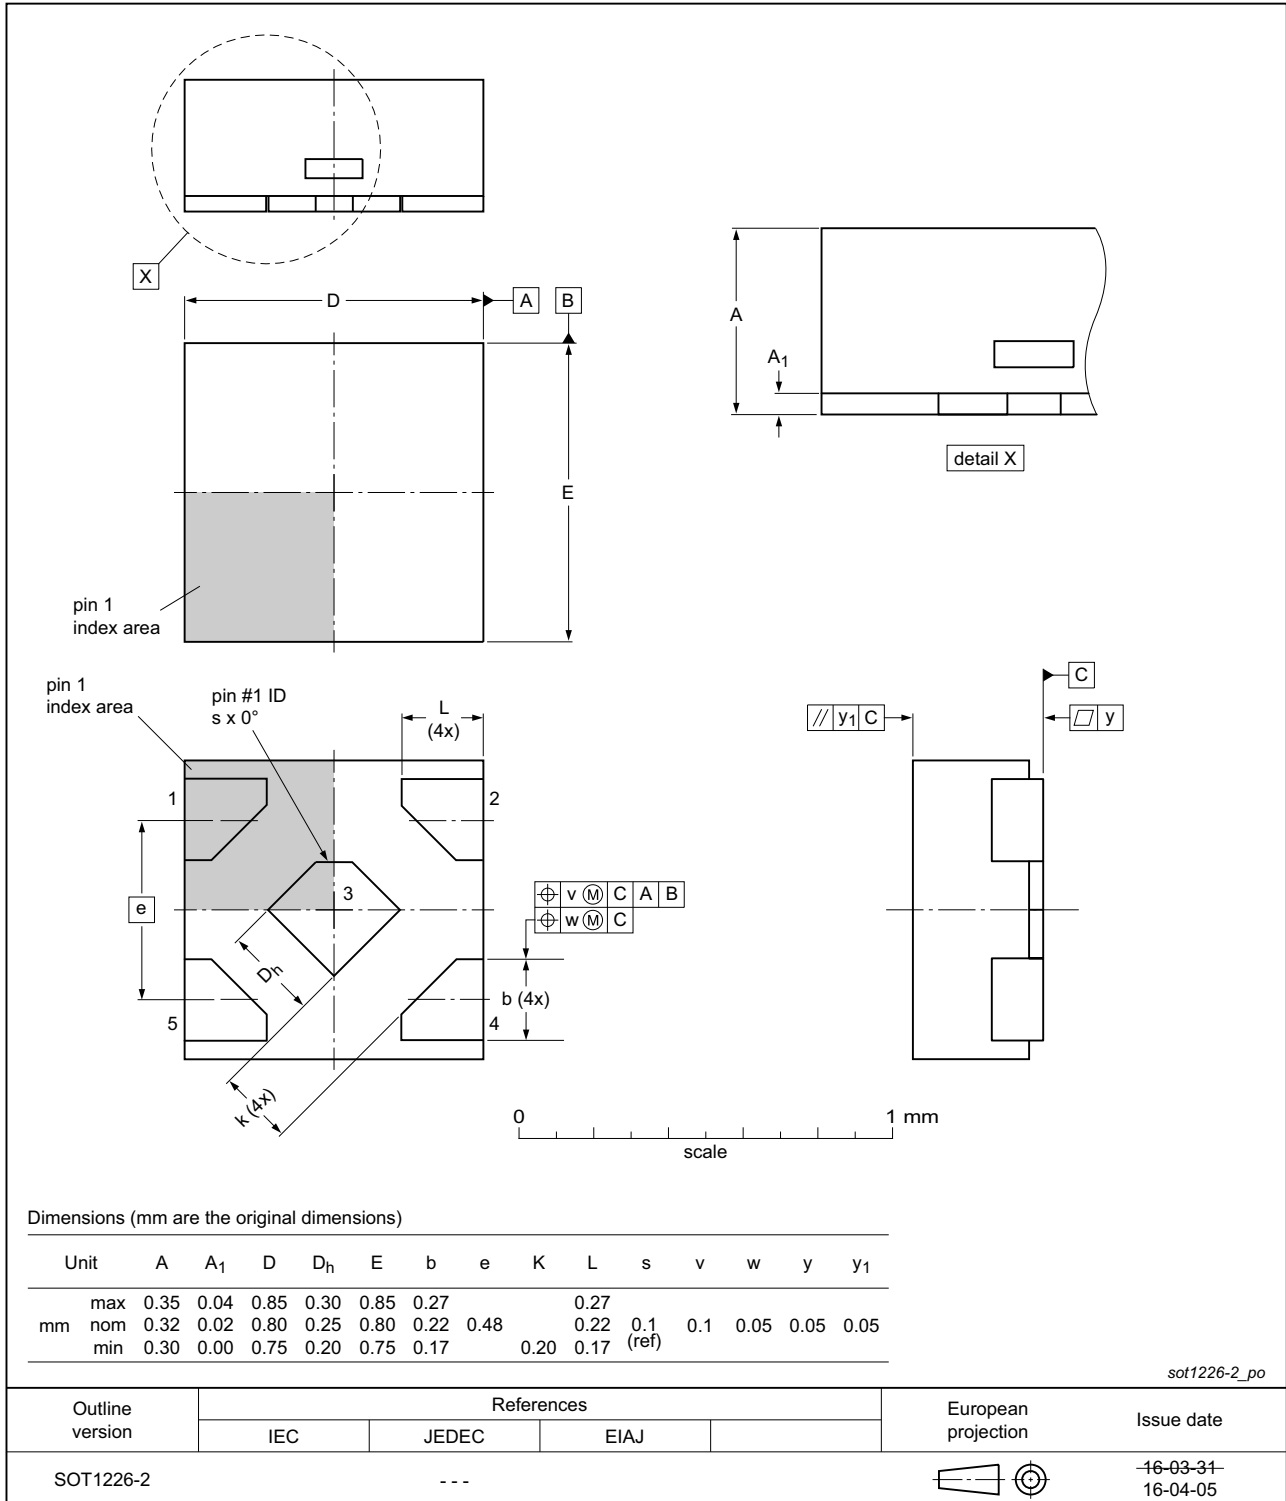 X
D
A
B
A
A1
detail X
E
pin 1
index area
pin 1
index area
pin #1 ID
s x 0°
L
(4x)
C
// y1 C
y
1
2
3
e
v M C A B
w M C
Dh
b (4x)
5
4
k (4x)
0
1 mm
scale
Dimensions (mm are the original dimensions)
Unit A A1 D Dh E b e K L s v w y y1
max 0.35 0.04 0.85 0.30 0.85 0.27 0.27
mm nom 0.32 0.02 0.80 0.25 0.80 0.22 0.48 0.22 0.1 (ref) 0.1 0.05 0.05 0.05
min 0.30 0.00 0.75 0.20 0.75 0.17 0.20 0.17
sot1226-2_po
Outline
version
References
IEC JEDEC EIAJ
European
projection
Issue date
SOT1226-2
- - -
16-03-31
16-04-05